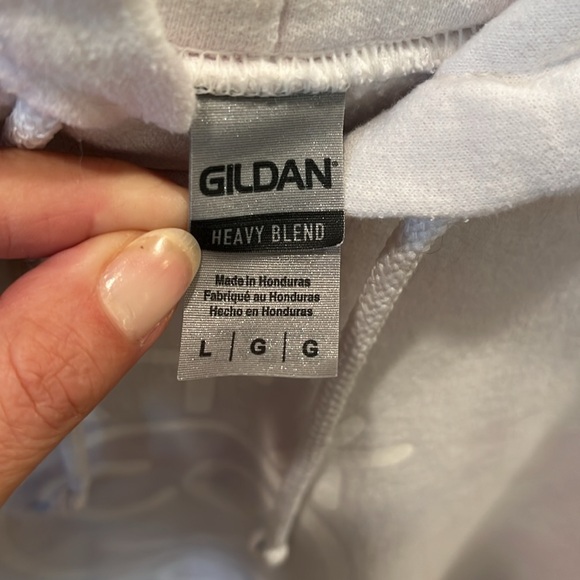 GILDAN
HEAVY BLEND
Made in Honduras
Fabriqué au Honduras
Hecho en Honduras
L | G | G